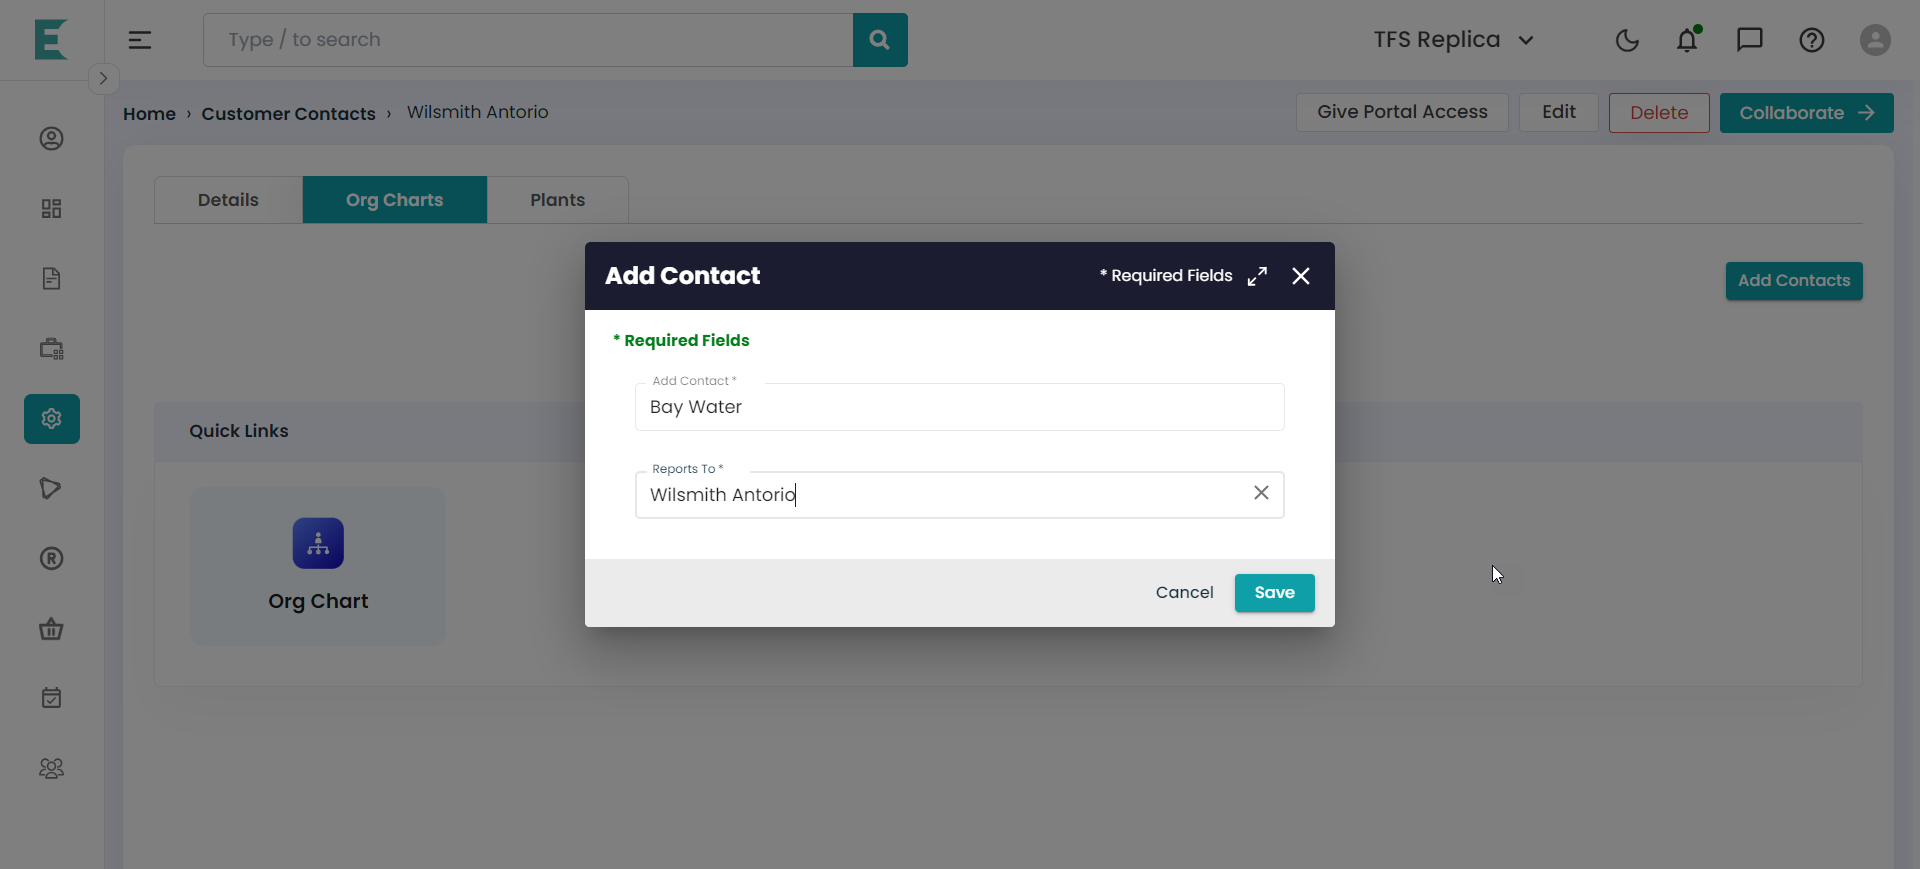 Type / to search
TFS Replica
Home › Customer Contacts › Wilsmith Antorio
Give Portal Access
Edit
Delete
Collaborate
Details
Org Charts
Plants
Add Contacts
Add Contact
* Required Fields
* Required Fields
Add Contact *
Bay Water
Reports To *
Wilsmith Antorio
Cancel
Save
Quick Links
Org Chart